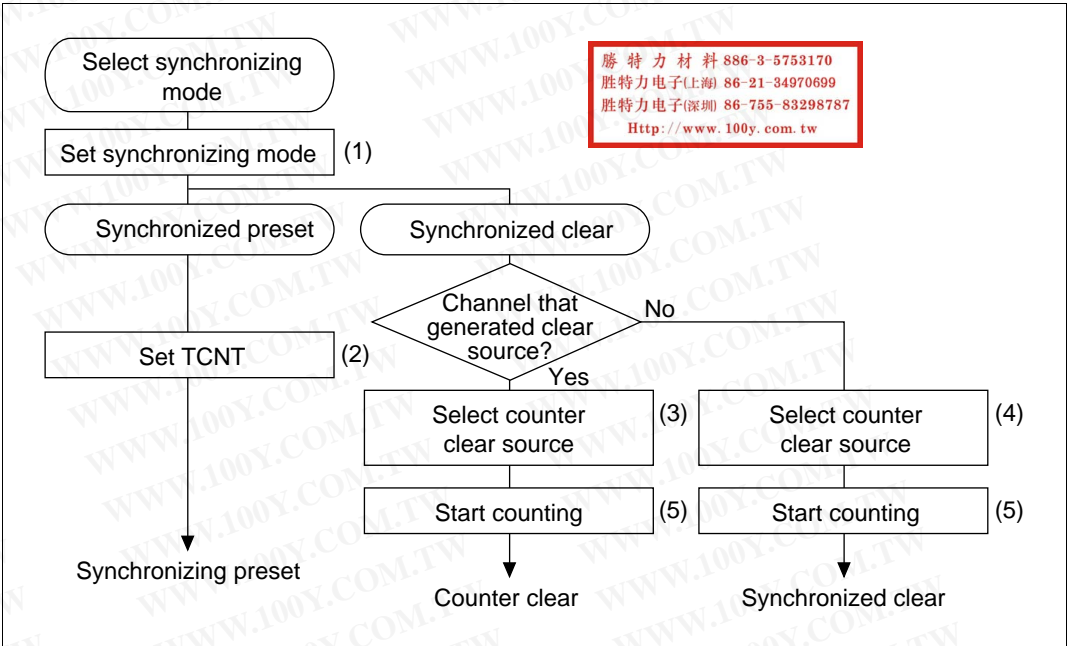 Select synchronizing
mode
勝特力材料 886-3-5753170
胜特力电子(上海) 86-21-34970699
胜特力电子(深圳) 86-755-83298787
Http://www.100y.com.tw
Set synchronizing mode (1)
Synchronized preset
Synchronized clear
Channel that
generated clear
source?
No
Yes
Set TCNT (2)
Select counter
clear source
(3)
Select counter
clear source
(4)
Start counting (5)
Start counting (5)
Synchronizing preset
Counter clear
Synchronized clear
WWW.100Y.COM.TW